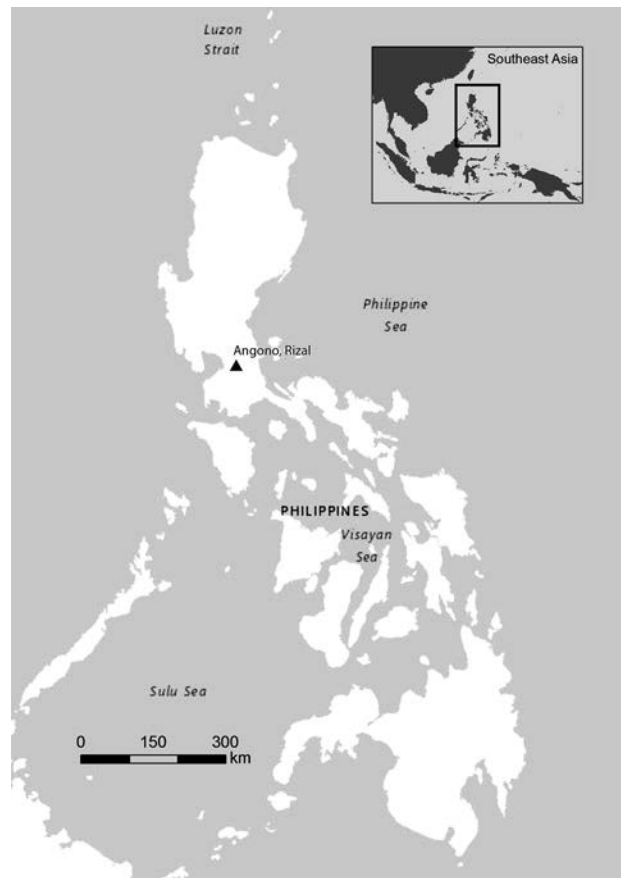 Luzon
Strait
Southeast Asia
Philippine
Sea
Angono, Rizal
PHILIPPINES
Visayan
Sea
Sulu Sea
0 150 300
km